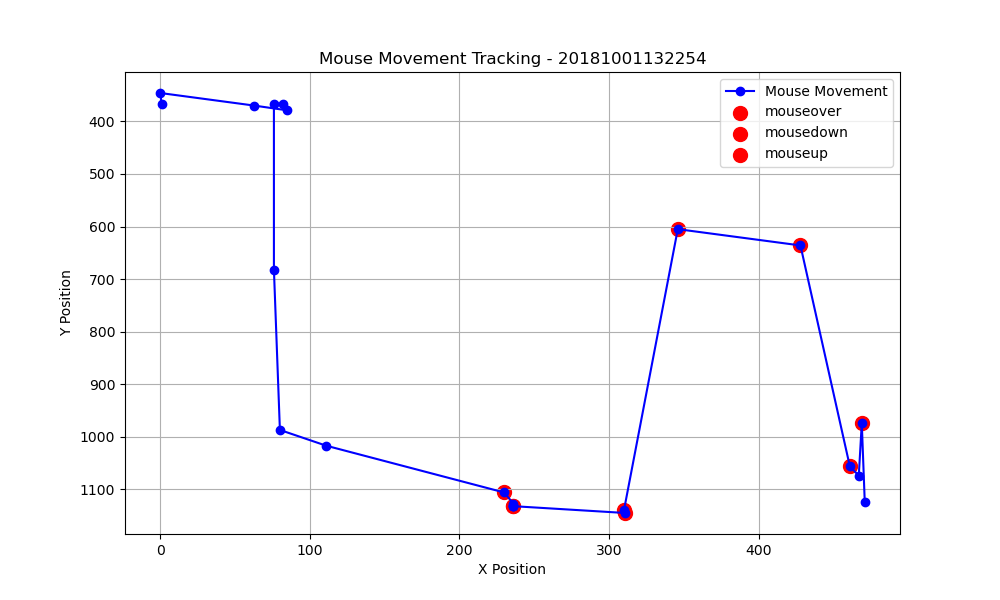 Mouse Movement Tracking - 20181001132254
Mouse Movement
mouseover
mousedown
mouseup
400
500
600
700
800
900
1000
1100
Y Position
0 100 200 300 400
X Position